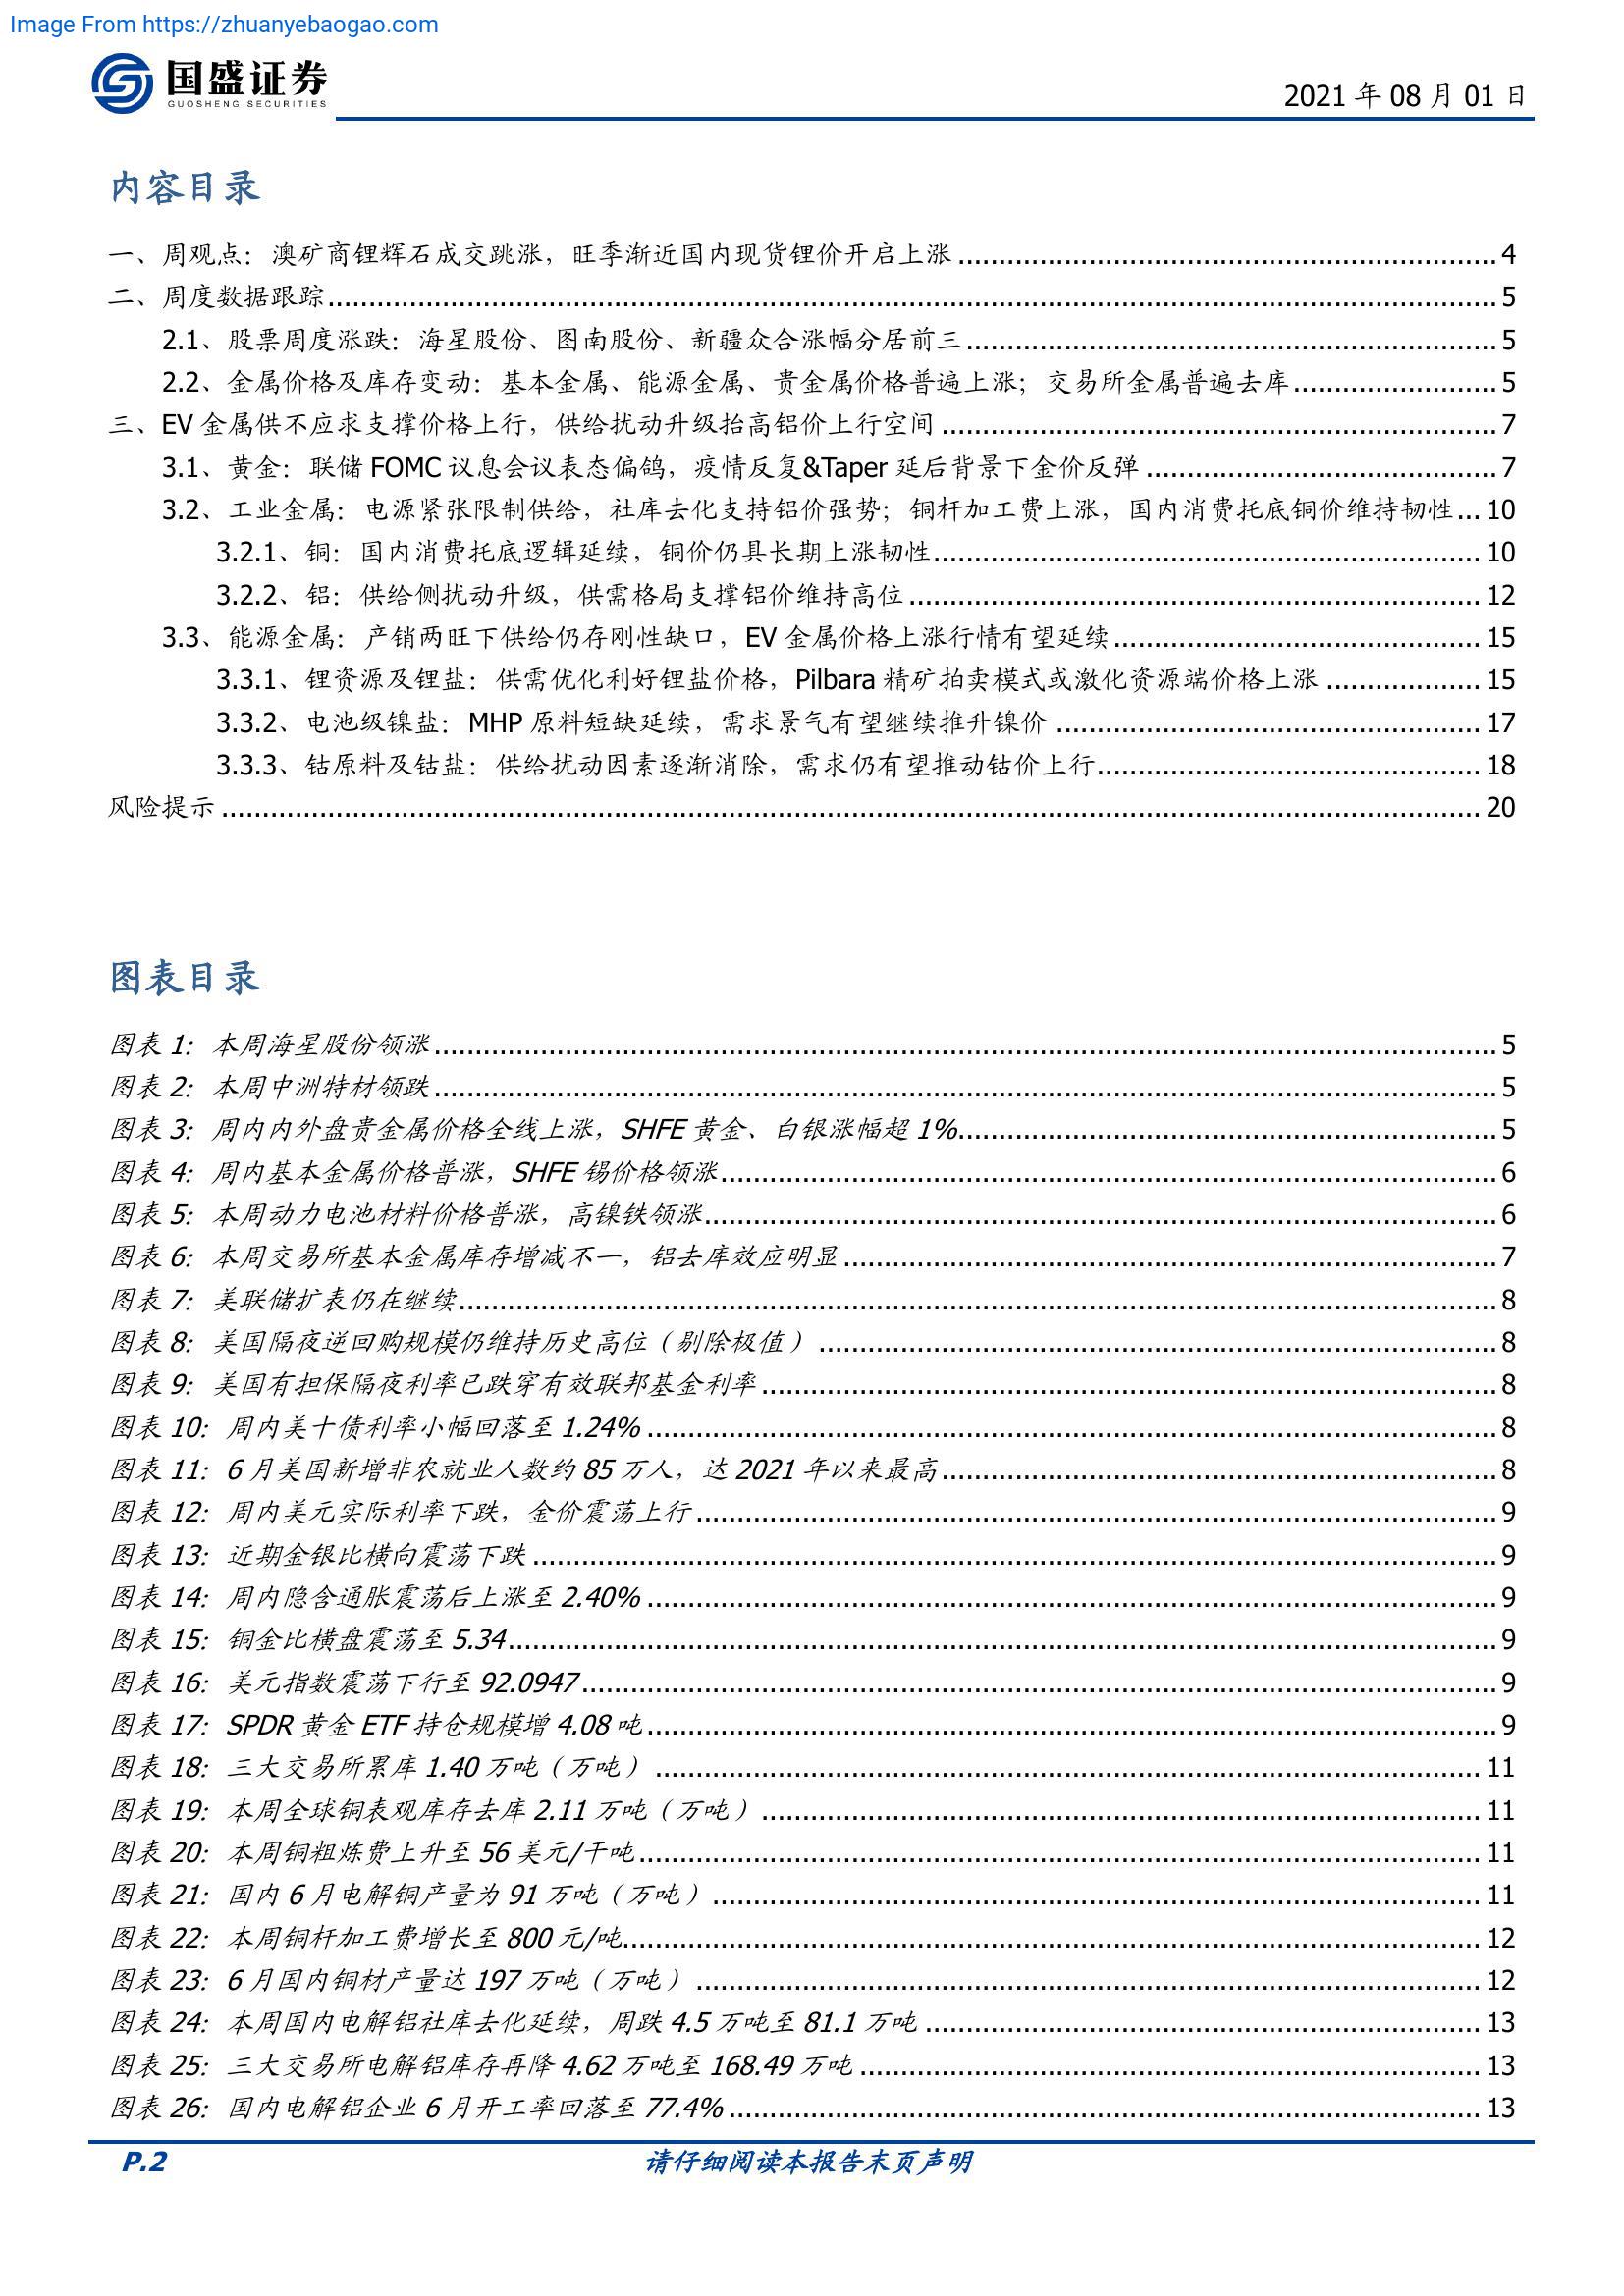 Image From https://zhuanyebaogao.com
国盛证券
GUOSHENG SECURITIES
2021 年 08 月 01 日
内容目录
一、周观点：澳矿商锂辉石成交跳涨，旺季渐近国内现货锂价开启上涨 4
二、周度数据跟踪 5
2.1、股票周度涨跌：海星股份、图南股份、新疆众合涨幅分居前三 5
2.2、金属价格及库存变动：基本金属、能源金属、贵金属价格普遍上涨；交易所金属普遍去库 5
三、EV 金属供不应求支撑价格上行，供给扰动升级抬高铝价上行空间 7
3.1、黄金：联储 FOMC 议息会议表态偏鸽，疫情反复&Taper 延后背景下金价反弹 7
3.2、工业金属：电源紧张限制供给，社库去化支持铝价强势；铜杆加工费上涨，国内消费托底铜价维持韧性 10
3.2.1、铜：国内消费托底逻辑延续，铜价仍具长期上涨韧性 10
3.2.2、铝：供给侧扰动升级，供需格局支撑铝价维持高位 12
3.3、能源金属：产销两旺下供给仍存刚性缺口，EV 金属价格上涨行情有望延续 15
3.3.1、锂资源及锂盐：供需优化利好锂盐价格，Pilbara 精矿拍卖模式或激化资源端价格上涨 15
3.3.2、电池级镍盐：MHP 原料短缺延续，需求景气有望继续推升镍价 17
3.3.3、钴原料及钴盐：供给扰动因素逐渐消除，需求仍有望推动钴价上行 18
风险提示 20
图表目录
图表 1：本周海星股份领涨 5
图表 2：本周中洲特材领跌 5
图表 3：周内内外盘贵金属价格全线上涨，SHFE 黄金、白银涨幅超 1% 5
图表 4：周内基本金属价格普涨，SHFE 锡价格领涨 6
图表 5：本周动力电池材料价格普涨，高镍铁领涨 6
图表 6：本周交易所基本金属库存增减不一，铝去库效应明显 7
图表 7：美联储扩表仍在继续 8
图表 8：美国隔夜逆回购规模仍维持历史高位（剔除极值） 8
图表 9：美国有担保隔夜利率已跌穿有效联邦基金利率 8
图表 10：周内美十债利率小幅回落至 1.24% 8
图表 11：6 月美国新增非农就业人数约 85 万人，达 2021 年以来最高 8
图表 12：周内美元实际利率下跌，金价震荡上行 9
图表 13：近期金银比横向震荡下跌 9
图表 14：周内隐含通胀震荡后上涨至 2.40% 9
图表 15：铜金比横盘震荡至 5.34 9
图表 16：美元指数震荡下行至 92.0947 9
图表 17：SPDR 黄金 ETF 持仓规模增 4.08 吨 9
图表 18：三大交易所累库 1.40 万吨（万吨） 11
图表 19：本周全球铜表观库存去库 2.11 万吨（万吨） 11
图表 20：本周铜粗炼费上升至 56 美元/干吨 11
图表 21：国内 6 月电解铜产量为 91 万吨（万吨） 11
图表 22：本周铜杆加工费增长至 800 元/吨 12
图表 23：6 月国内铜材产量达 197 万吨（万吨） 12
图表 24：本周国内电解铝社库去化延续，周跌 4.5 万吨至 81.1 万吨 13
图表 25：三大交易所电解铝库存再降 4.62 万吨至 168.49 万吨 13
图表 26：国内电解铝企业 6 月开工率回落至 77.4% 13
P.2
请仔细阅读本报告末页声明